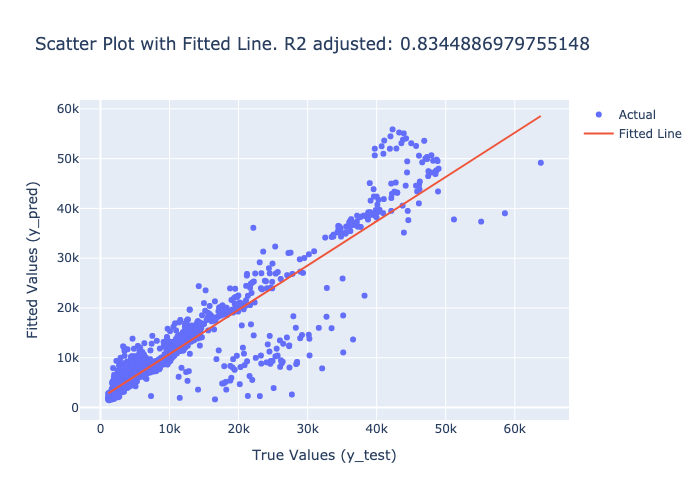 Scatter Plot with Fitted Line. R2 adjusted: 0.8344886979755148
Actual
Fitted Line
60k
50k
40k
30k
20k
10k
0
Fitted Values (y_pred)
0 10k 20k 30k 40k 50k 60k
True Values (y_test)